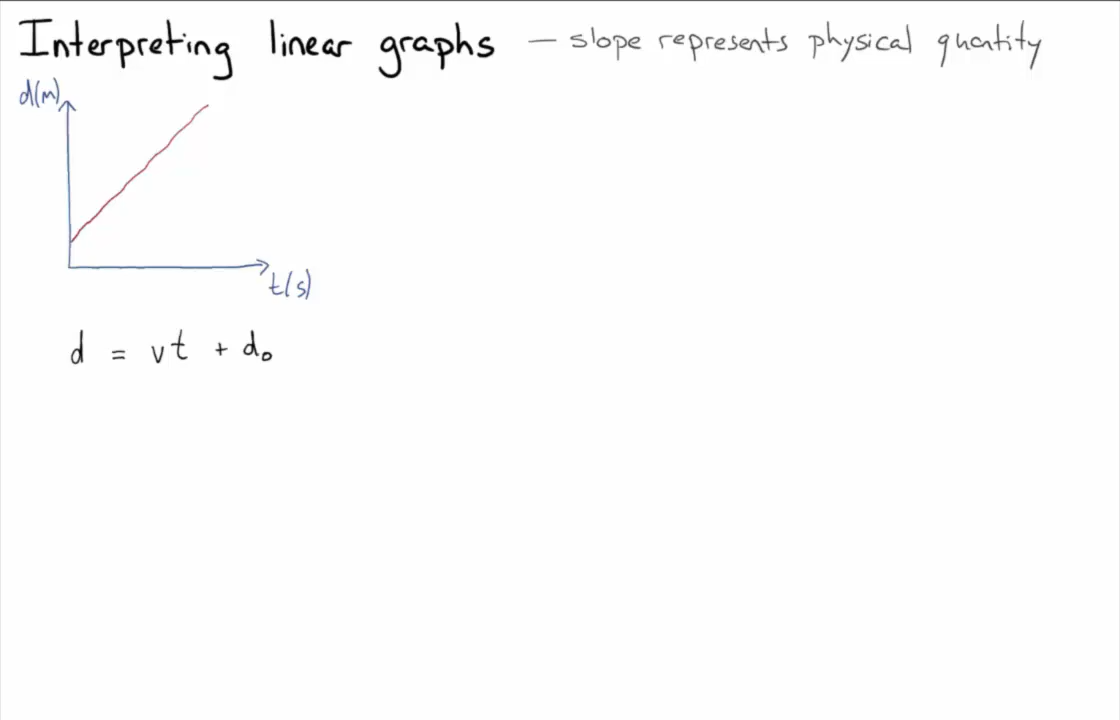 Interpreting linear graphs — slope represents physical quantity
d(m)
t(s)
d = vt + d₀